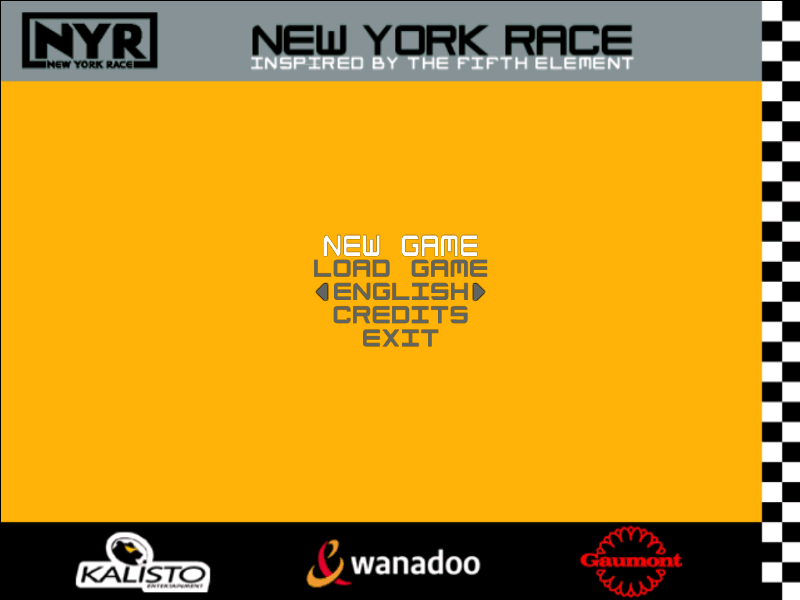 NYR
NEW YORK RACE
NEW YORK RACE
INSPIRED BY THE FIFTH ELEMENT
NEW GAME
LOAD GAME
ENGLISH
CREDITS
EXIT
KALISTO
ENTERTAINMENT
wanadoo
Gaumont